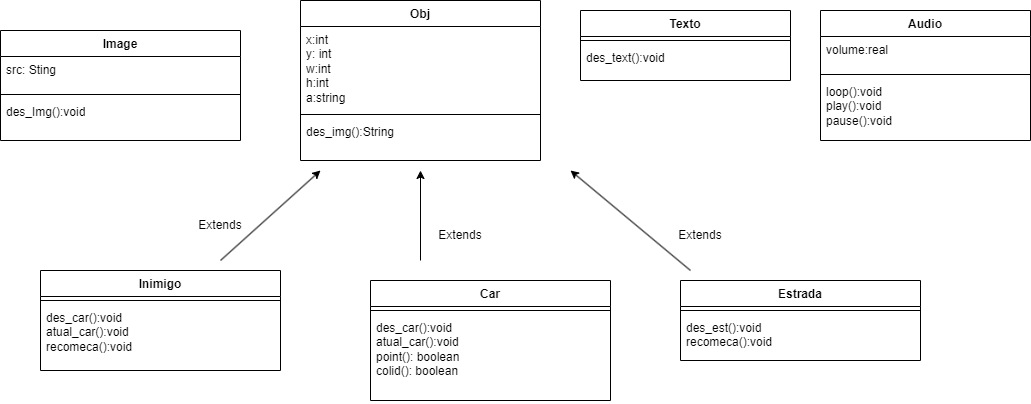 Image
src: Sting
des_Img():void
Obj
x:int
y: int
w:int
h:int
a:string
des_img():String
Texto
des_text():void
Audio
volume:real
loop():void
play():void
pause():void
Extends
Extends
Extends
Inimigo
des_car():void
atual_car():void
recomeca():void
Car
des_car():void
atual_car():void
point(): boolean
colid(): boolean
Estrada
des_est():void
recomeca():void